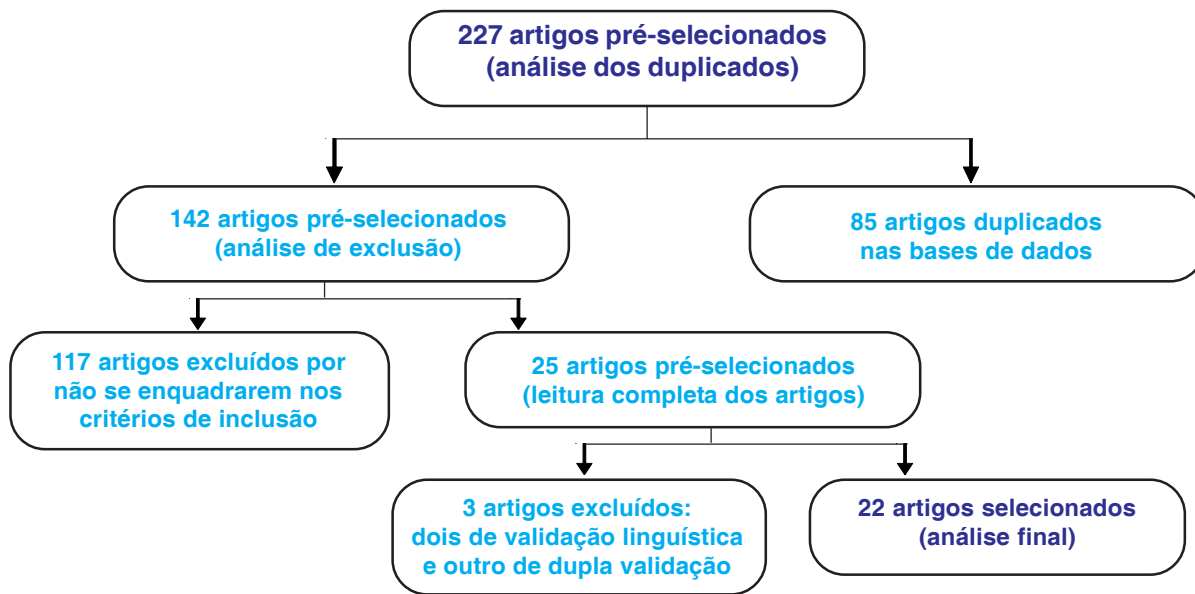 227 artigos pré-selecionados
(análise dos duplicados)
142 artigos pré-selecionados
(análise de exclusão)
85 artigos duplicados
nas bases de dados
117 artigos excluídos por
não se enquadrarem nos
critérios de inclusão
25 artigos pré-selecionados
(leitura completa dos artigos)
3 artigos excluídos:
dois de validação linguística
e outro de dupla validação
22 artigos selecionados
(análise final)